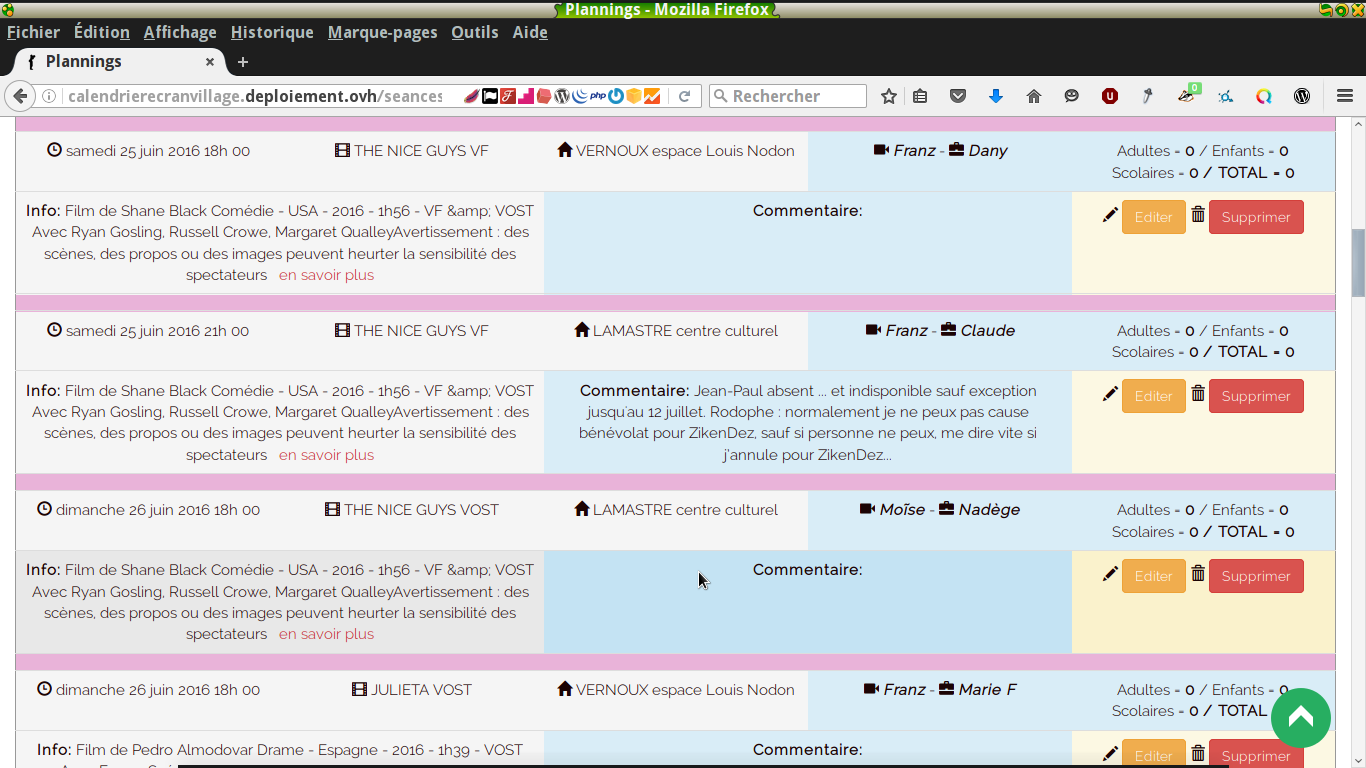 Plannings - Mozilla Firefox
Fichier Édition Affichage Historique Marque-pages Outils Aide
Plannings × +
calendrierecranvillage.deploiement.ovh/seances
Rechercher
0
samedi 25 juin 2016 18h 00
THE NICE GUYS VF
VERNOUX espace Louis Nodon
Franz - Dany
Adultes = 0 / Enfants = 0
Scolaires = 0 / TOTAL = 0
Info: Film de Shane Black Comédie - USA - 2016 - 1h56 - VF &amp; VOST
Avec Ryan Gosling, Russell Crowe, Margaret QualleyAvertissement : des
scènes, des propos ou des images peuvent heurter la sensibilité des
spectateurs en savoir plus
Commentaire:
Editer
Supprimer
samedi 25 juin 2016 21h 00
THE NICE GUYS VF
LAMASTRE centre culturel
Franz - Claude
Adultes = 0 / Enfants = 0
Scolaires = 0 / TOTAL = 0
Info: Film de Shane Black Comédie - USA - 2016 - 1h56 - VF &amp; VOST
Avec Ryan Gosling, Russell Crowe, Margaret QualleyAvertissement : des
scènes, des propos ou des images peuvent heurter la sensibilité des
spectateurs en savoir plus
Commentaire: Jean-Paul absent ... et indisponible sauf exception
jusqu'au 12 juillet. Rodophe : normalement je ne peux pas cause
bénévolat pour ZikenDez, sauf si personne ne peux, me dire vite si
j'annule pour ZikenDez...
Editer
Supprimer
dimanche 26 juin 2016 18h 00
THE NICE GUYS VOST
LAMASTRE centre culturel
Moïse - Nadège
Adultes = 0 / Enfants = 0
Scolaires = 0 / TOTAL = 0
Info: Film de Shane Black Comédie - USA - 2016 - 1h56 - VF &amp; VOST
Avec Ryan Gosling, Russell Crowe, Margaret QualleyAvertissement : des
scènes, des propos ou des images peuvent heurter la sensibilité des
spectateurs en savoir plus
Commentaire:
Editer
Supprimer
dimanche 26 juin 2016 18h 00
JULIETA VOST
VERNOUX espace Louis Nodon
Franz - Marie F
Adultes = 0 / Enfants = 0
Scolaires = 0 / TOTAL
Info: Film de Pedro Almodovar Drame - Espagne - 2016 - 1h39 - VOST
Commentaire:
Editer
Supprimer